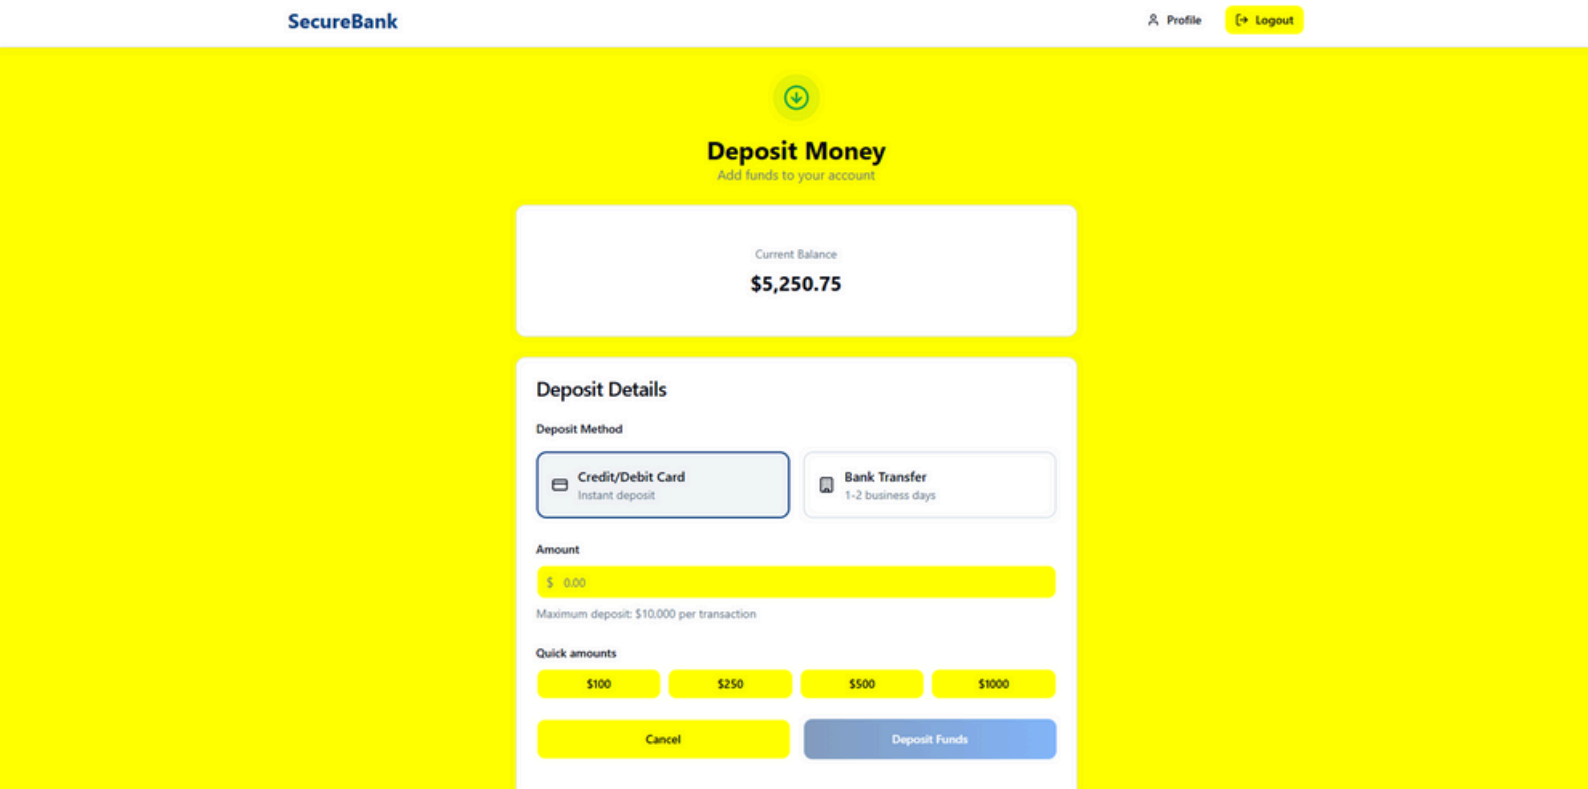 SecureBank
Profile
Logout
Deposit Money
Add funds to your account
Current Balance
$5,250.75
Deposit Details
Deposit Method
Credit/Debit Card
Instant deposit
Bank Transfer
1-2 business days
Amount
$ 0.00
Maximum deposit: $10,000 per transaction
Quick amounts
$100
$250
$500
$1000
Cancel
Deposit Funds